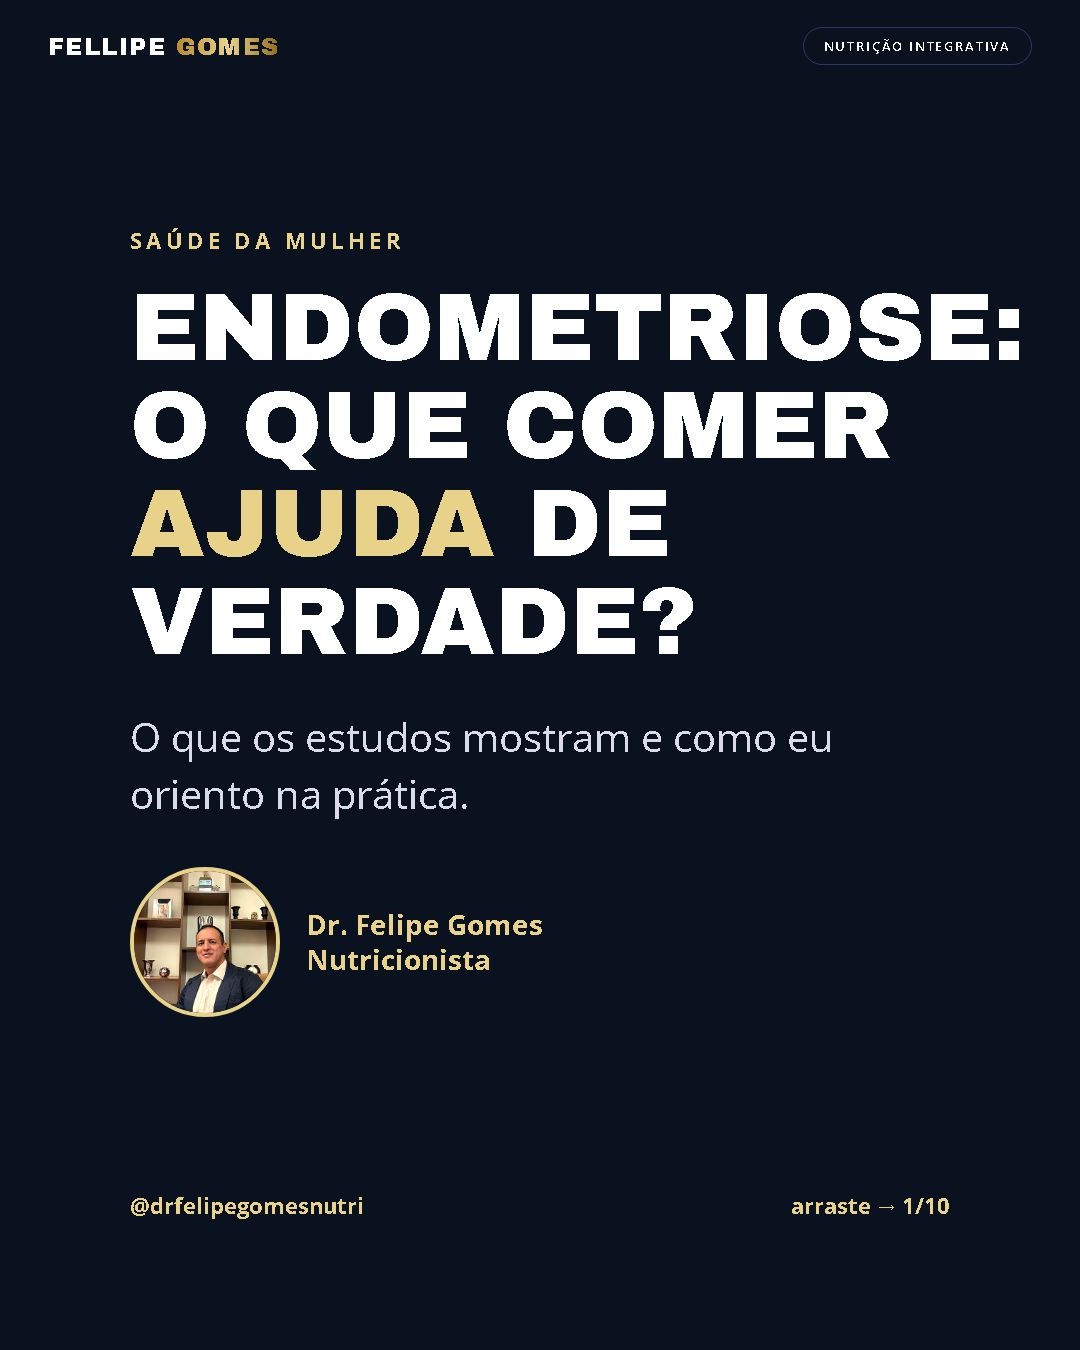 FELLIPE GOMES
NUTRIÇÃO INTEGRATIVA
SAÚDE DA MULHER
ENDOMETRIOSE:
O QUE COMER
AJUDA DE
VERDADE?
O que os estudos mostram e como eu
oriento na prática.
Dr. Felipe Gomes
Nutricionista
@drfelipegomesnutri
arraste → 1/10